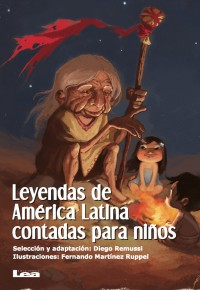 Leyendas de
América Latina
contadas para niños
Selección y adaptación: Diego Remussi
Ilustraciones: Fernando Martínez Ruppel
Lea